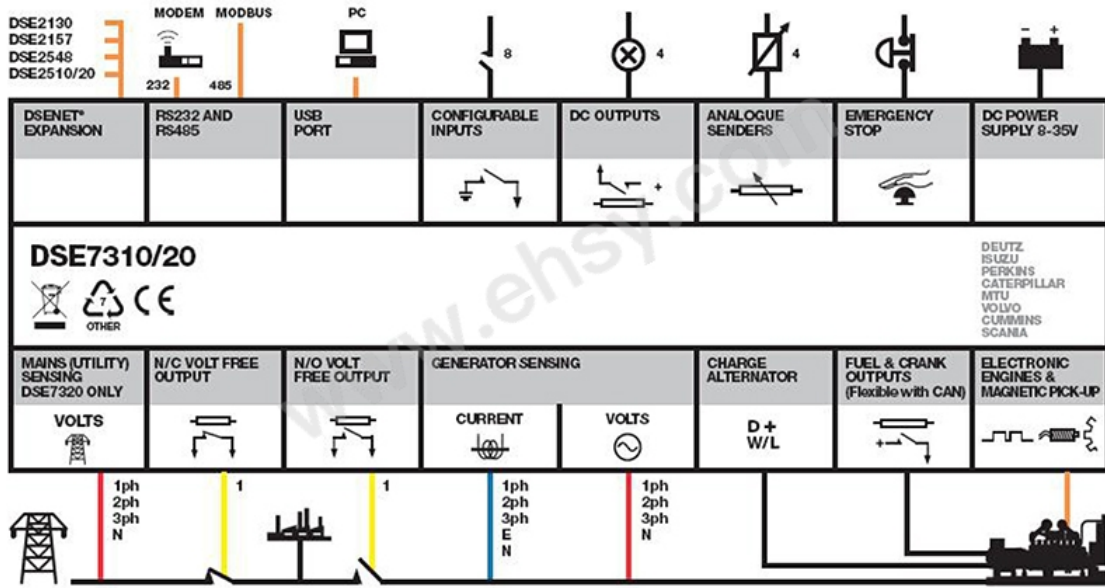 DSE2130
DSE2157
DSE2548
DSE2510/20
MODEM MODBUS
232 485
PC
8
4
4
- +
DSENET®
EXPANSION
RS232 AND
RS485
USB
PORT
CONFIGURABLE
INPUTS
DC OUTPUTS
+
ANALOGUE
SENDERS
EMERGENCY
STOP
DC POWER
SUPPLY 8-35V
DSE7310/20
7
OTHER
CE
DEUTZ
ISUZU
PERKINS
CATERPILLAR
MTU
VOLVO
CUMMINS
SCANIA
www.ehsy.com
MAINS (UTILITY)
SENSING
DSE7320 ONLY
VOLTS
N/C VOLT FREE
OUTPUT
N/O VOLT
FREE OUTPUT
GENERATOR SENSING
CURRENT
VOLTS
CHARGE
ALTERNATOR
D+
W/L
FUEL & CRANK
OUTPUTS
(Flexible with CAN)
+
ELECTRONIC
ENGINES &
MAGNETIC PICK-UP
1ph
2ph
3ph
N
1
1
1ph
2ph
3ph
E
N
1ph
2ph
3ph
N